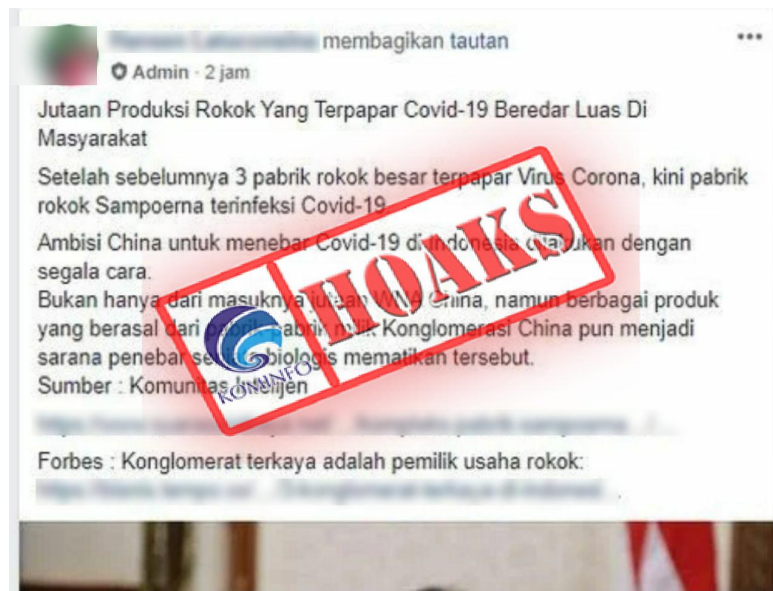 membagikan tautan
Admin · 2 jam
Jutaan Produksi Rokok Yang Terpapar Covid-19 Beredar Luas Di
Masyarakat
Setelah sebelumnya 3 pabrik rokok besar terpapar Virus Corona, kini pabrik
rokok Sampoerna terinfeksi Covid-19.
Ambisi China untuk menebar Covid-19 di Indonesia dilakukan dengan
segala cara.
Bukan hanya dari masuknya jutaan WNA China, namun berbagai produk
yang berasal dari pabrik-pabrik milik Konglomerasi China pun menjadi
sarana penebar senjata biologis mematikan tersebut.
Sumber : Komunitas Intelijen
HOAKS
KOMINFO
Forbes : Konglomerat terkaya adalah pemilik usaha rokok: